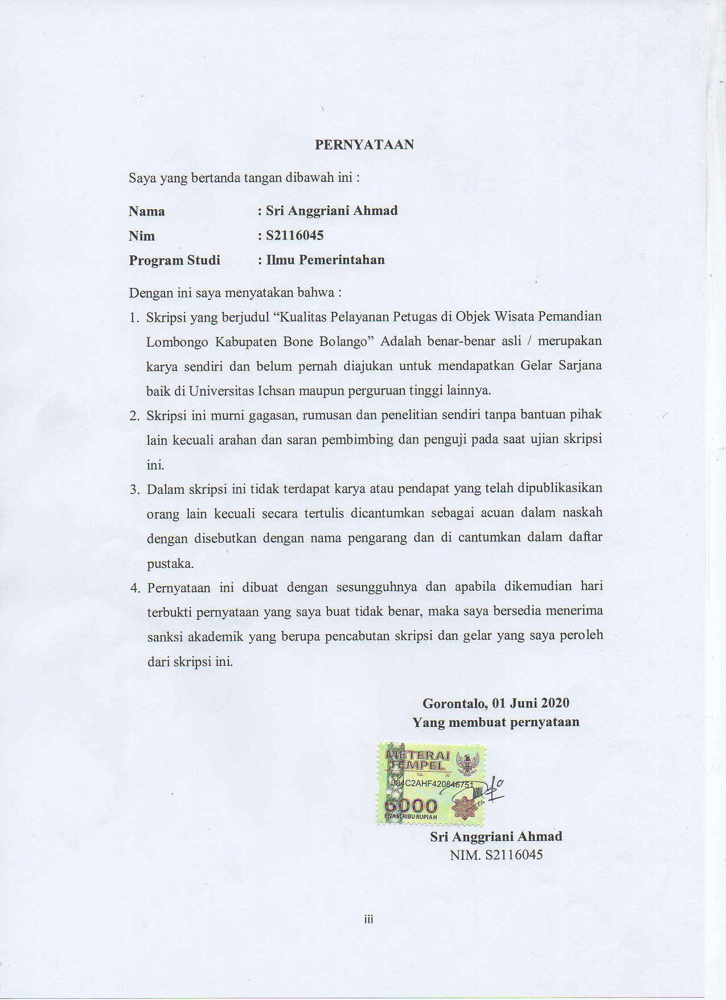 PERNYATAAN
Saya yang bertanda tangan dibawah ini :
Nama : Sri Anggriani Ahmad
Nim : S2116045
Program Studi : Ilmu Pemerintahan
Dengan ini saya menyatakan bahwa :
1. Skripsi yang berjudul “Kualitas Pelayanan Petugas di Objek Wisata Pemandian
Lombongo Kabupaten Bone Bolango” Adalah benar-benar asli / merupakan
karya sendiri dan belum pernah diajukan untuk mendapatkan Gelar Sarjana
baik di Universitas Ichsan maupun perguruan tinggi lainnya.
2. Skripsi ini murni gagasan, rumusan dan penelitian sendiri tanpa bantuan pihak
lain kecuali arahan dan saran pembimbing dan penguji pada saat ujian skripsi
ini.
3. Dalam skripsi ini tidak terdapat karya atau pendapat yang telah dipublikasikan
orang lain kecuali secara tertulis dicantumkan sebagai acuan dalam naskah
dengan disebutkan dengan nama pengarang dan di cantumkan dalam daftar
pustaka.
4. Pernyataan ini dibuat dengan sesungguhnya dan apabila dikemudian hari
terbukti pernyataan yang saya buat tidak benar, maka saya bersedia menerima
sanksi akademik yang berupa pencabutan skripsi dan gelar yang saya peroleh
dari skripsi ini.
Gorontalo, 01 Juni 2020
Yang membuat pernyataan
METERAI
TEMPEL
TGL 20
094C2AHF420846751
6000
ENAM RIBU RUPIAH
Sri Anggriani Ahmad
NIM. S2116045
iii